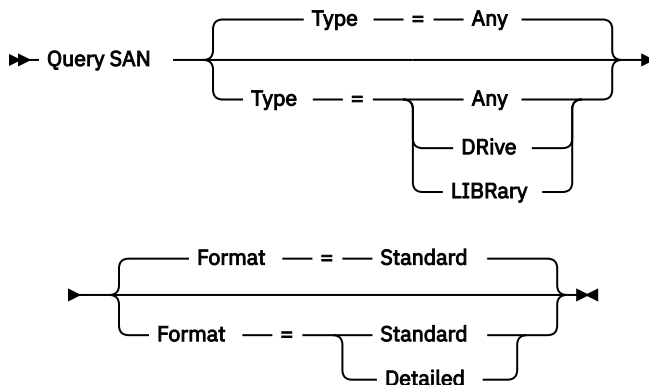 Type = Any
Query SAN
Type = Any
DRive
LIBRary
Format = Standard
Format = Standard
Detailed